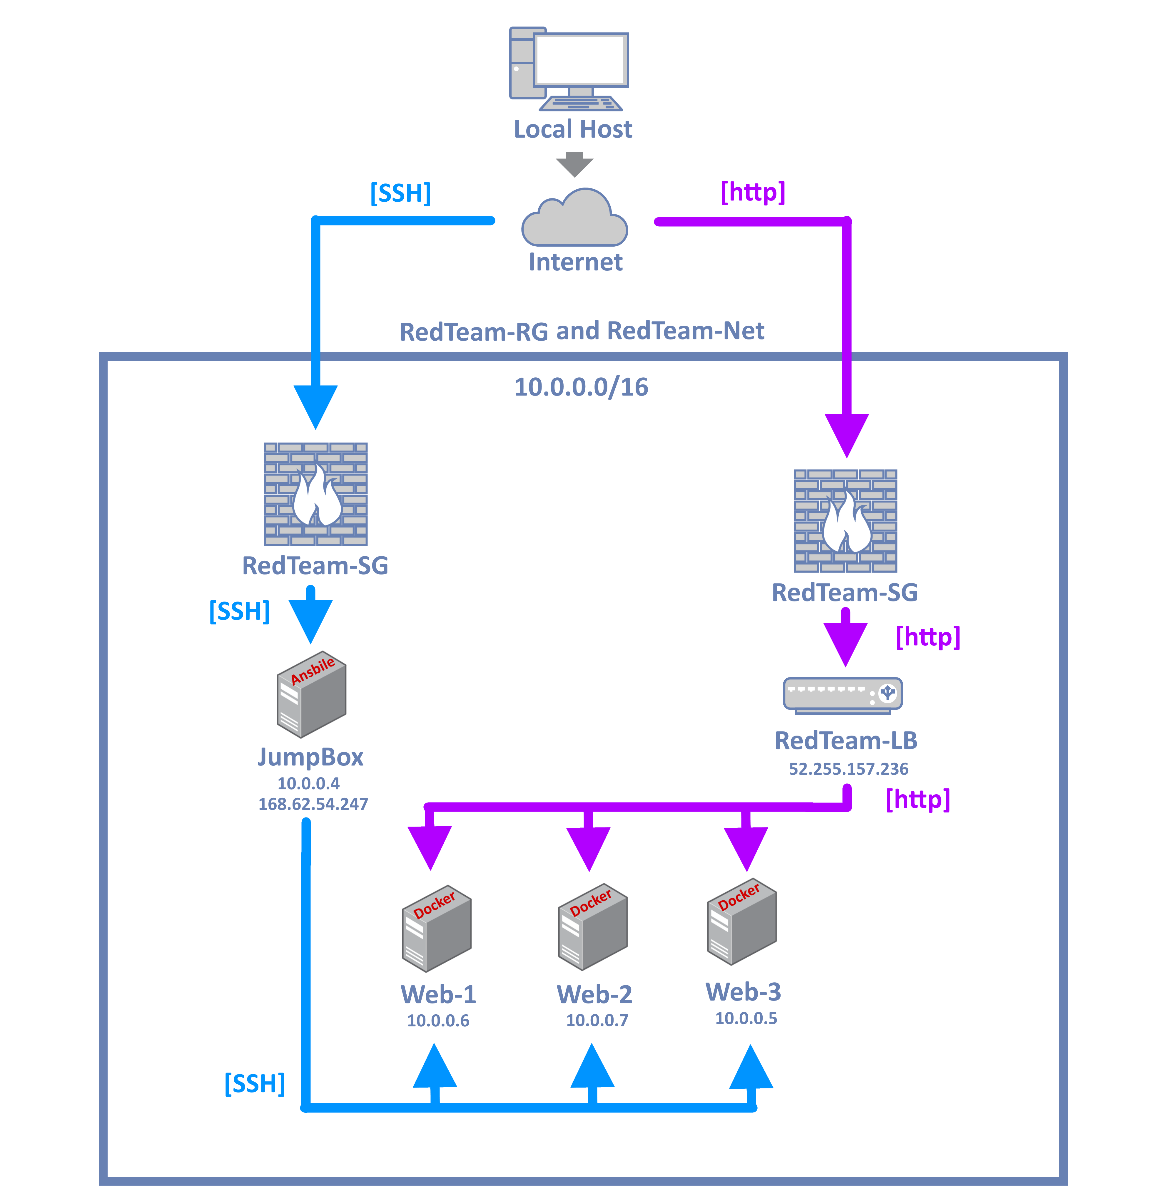 Local Host
[SSH]
[http]
Internet
RedTeam-RG and RedTeam-Net
10.0.0.0/16
RedTeam-SG
RedTeam-SG
[SSH]
[http]
Ansbile
JumpBox
10.0.0.4
168.62.54.247
RedTeam-LB
52.255.157.236
[http]
Docker
Docker
Docker
Web-1
10.0.0.6
Web-2
10.0.0.7
Web-3
10.0.0.5
[SSH]